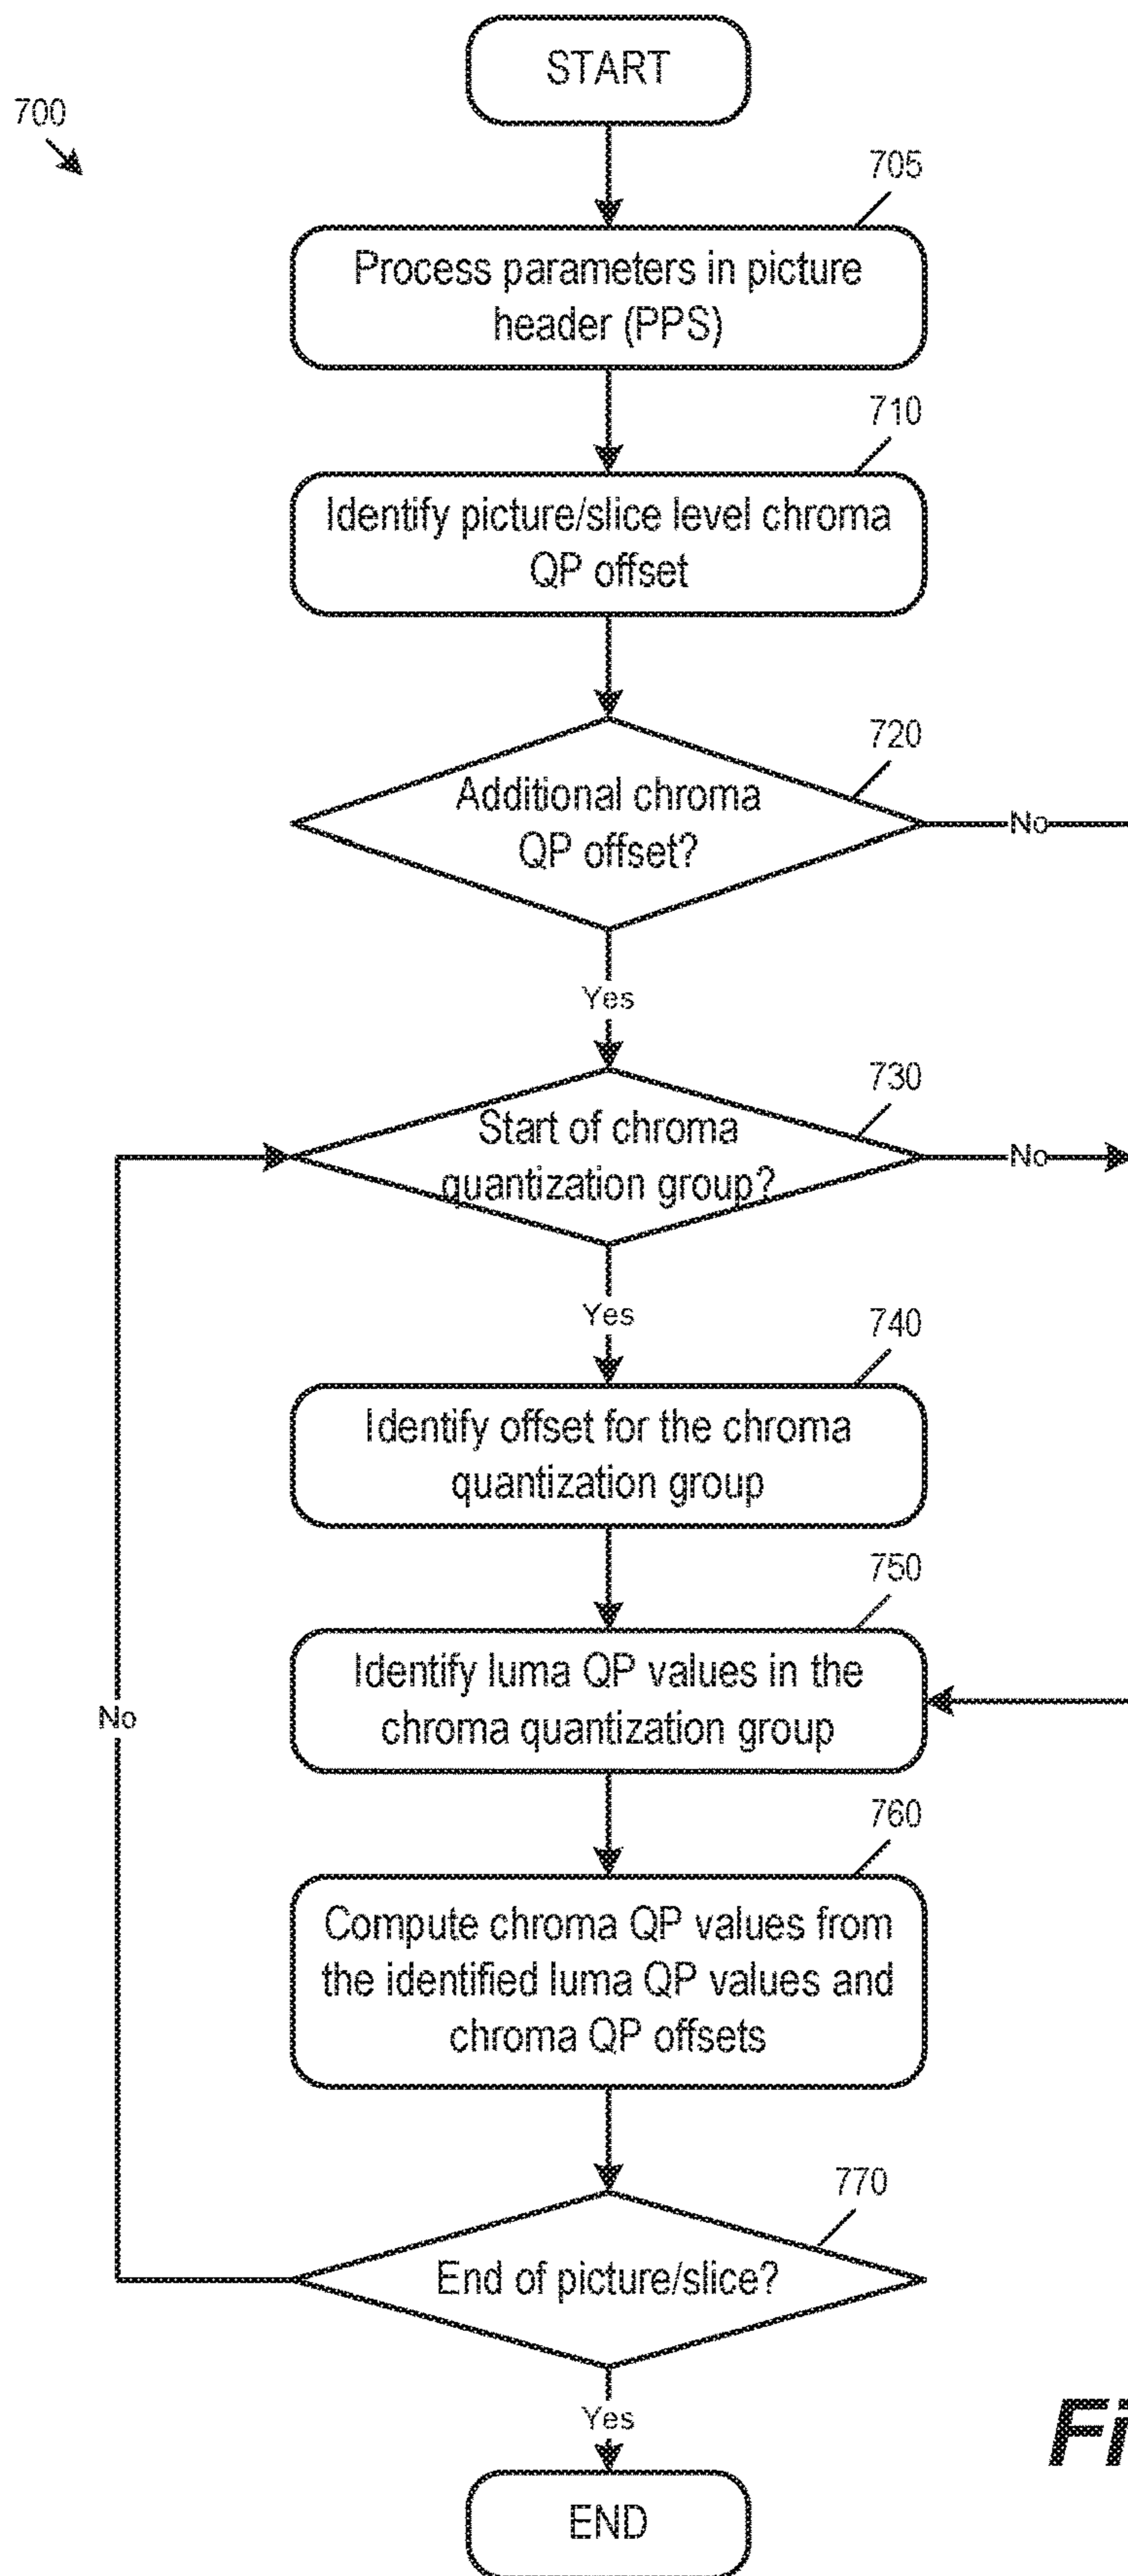 START
700
705
Process parameters in picture
header (PPS)
710
Identify picture/slice level chroma
QP offset
720
Additional chroma
QP offset?
No
Yes
730
Start of chroma
quantization group?
No
Yes
740
Identify offset for the chroma
quantization group
750
Identify luma QP values in the
chroma quantization group
No
760
Compute chroma QP values from
the identified luma QP values and
chroma QP offsets
770
End of picture/slice?
Yes
Fi
END